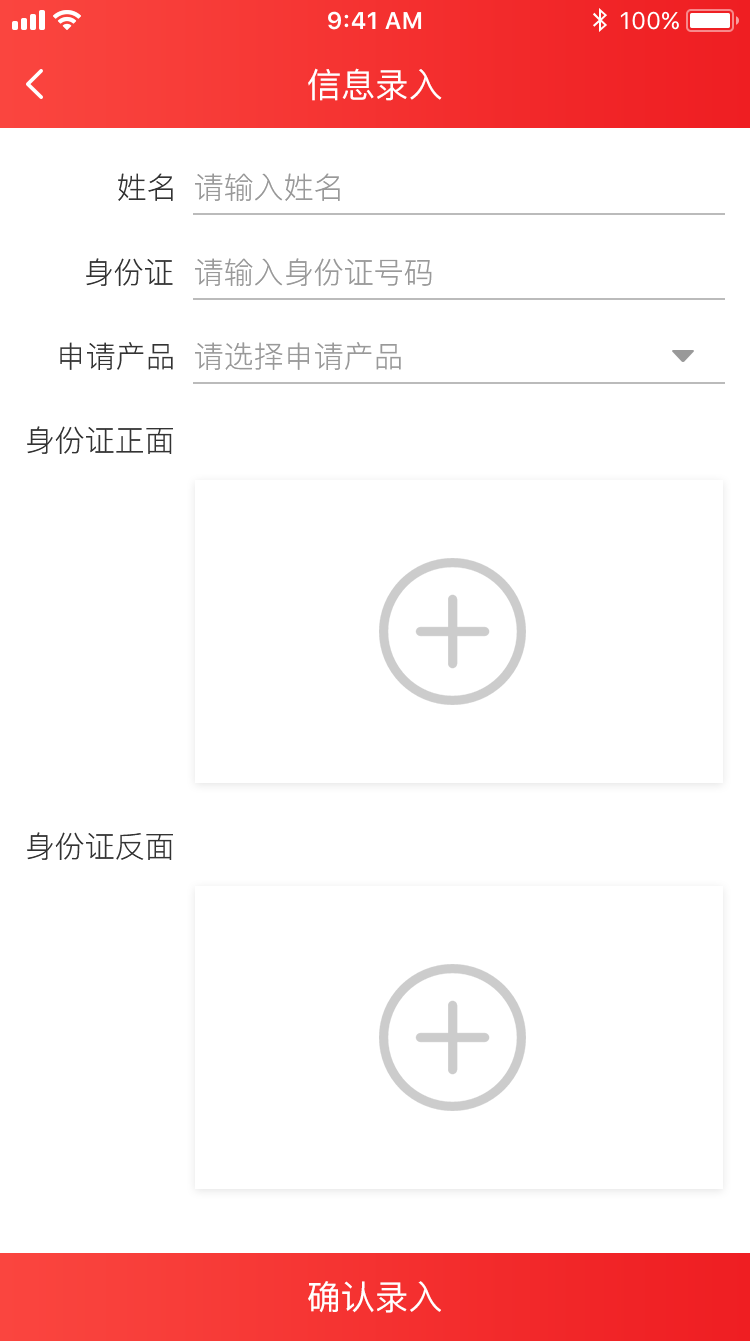 9:41 AM 100%
信息录入
姓名 请输入姓名
身份证 请输入身份证号码
申请产品 请选择申请产品
身份证正面
身份证反面
确认录入